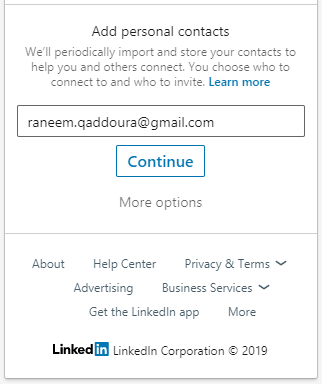 Add personal contacts
We'll periodically import and store your contacts to
help you and others connect. You choose who to
connect to and who to invite. Learn more
raneem.qaddoura@gmail.com
Continue
More options
About Help Center Privacy & Terms
Advertising Business Services
Get the LinkedIn app More
LinkedIn LinkedIn Corporation © 2019